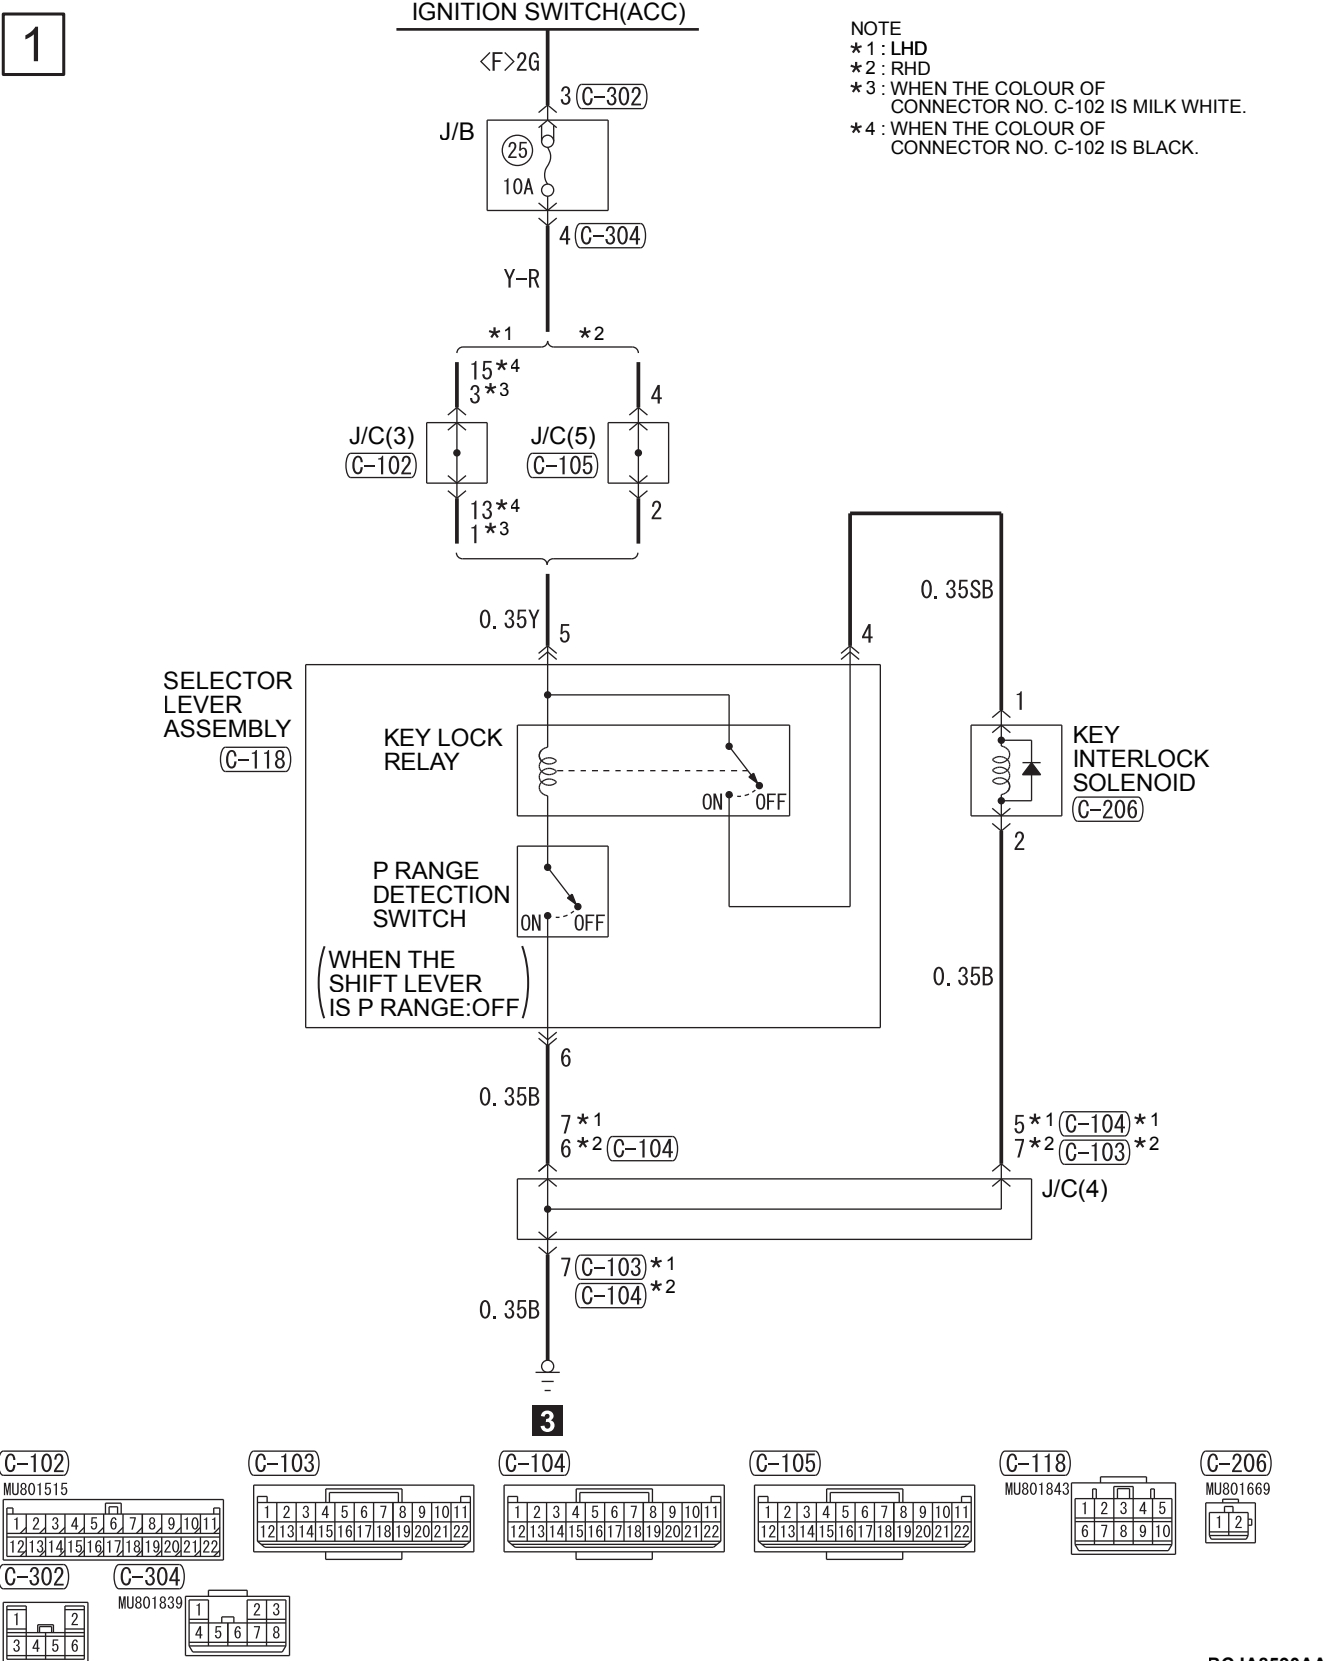 1
IGNITION SWITCH(ACC)
NOTE
*1 : LHD
*2 : RHD
*3 : WHEN THE COLOUR OF
CONNECTOR NO. C-102 IS MILK WHITE.
*4 : WHEN THE COLOUR OF
CONNECTOR NO. C-102 IS BLACK.
<F>2G
3 (C-302)
J/B
25
10A
4 (C-304)
Y-R
*1 *2
15*4
3*3
4
J/C(3)
C-102
J/C(5)
C-105
13*4
1*3
2
0.35SB
0.35Y
5
4
SELECTOR
LEVER
ASSEMBLY
C-118
KEY LOCK
RELAY
ON OFF
1
KEY
INTERLOCK
SOLENOID
C-206
2
P RANGE
DETECTION
SWITCH
ON OFF
(WHEN THE
SHIFT LEVER
IS P RANGE:OFF)
0.35B
6
0.35B
7*1
6*2 (C-104)
5*1 (C-104)*1
7*2 (C-103)*2
J/C(4)
7 (C-103)*1
(C-104)*2
0.35B
3
C-102
MU801515
1 2 3 4 5 6 7 8 9 10 11
12 13 14 15 16 17 18 19 20 21 22
C-103
1 2 3 4 5 6 7 8 9 10 11
12 13 14 15 16 17 18 19 20 21 22
C-104
1 2 3 4 5 6 7 8 9 10 11
12 13 14 15 16 17 18 19 20 21 22
C-105
1 2 3 4 5 6 7 8 9 10 11
12 13 14 15 16 17 18 19 20 21 22
C-118
MU801843
1 2 3 4 5
6 7 8 9 10
C-206
MU801669
1 2
C-302
1 2
3 4 5 6
C-304
MU801839
1 2 3
4 5 6 7 8